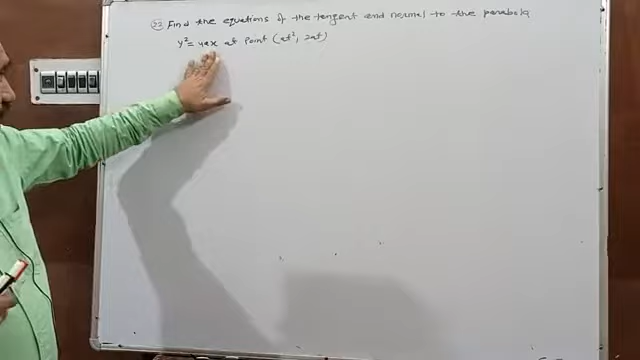 (22) Find the equations of the tangent and normal to the parabola
y² = 4ax at point (at², 2at)